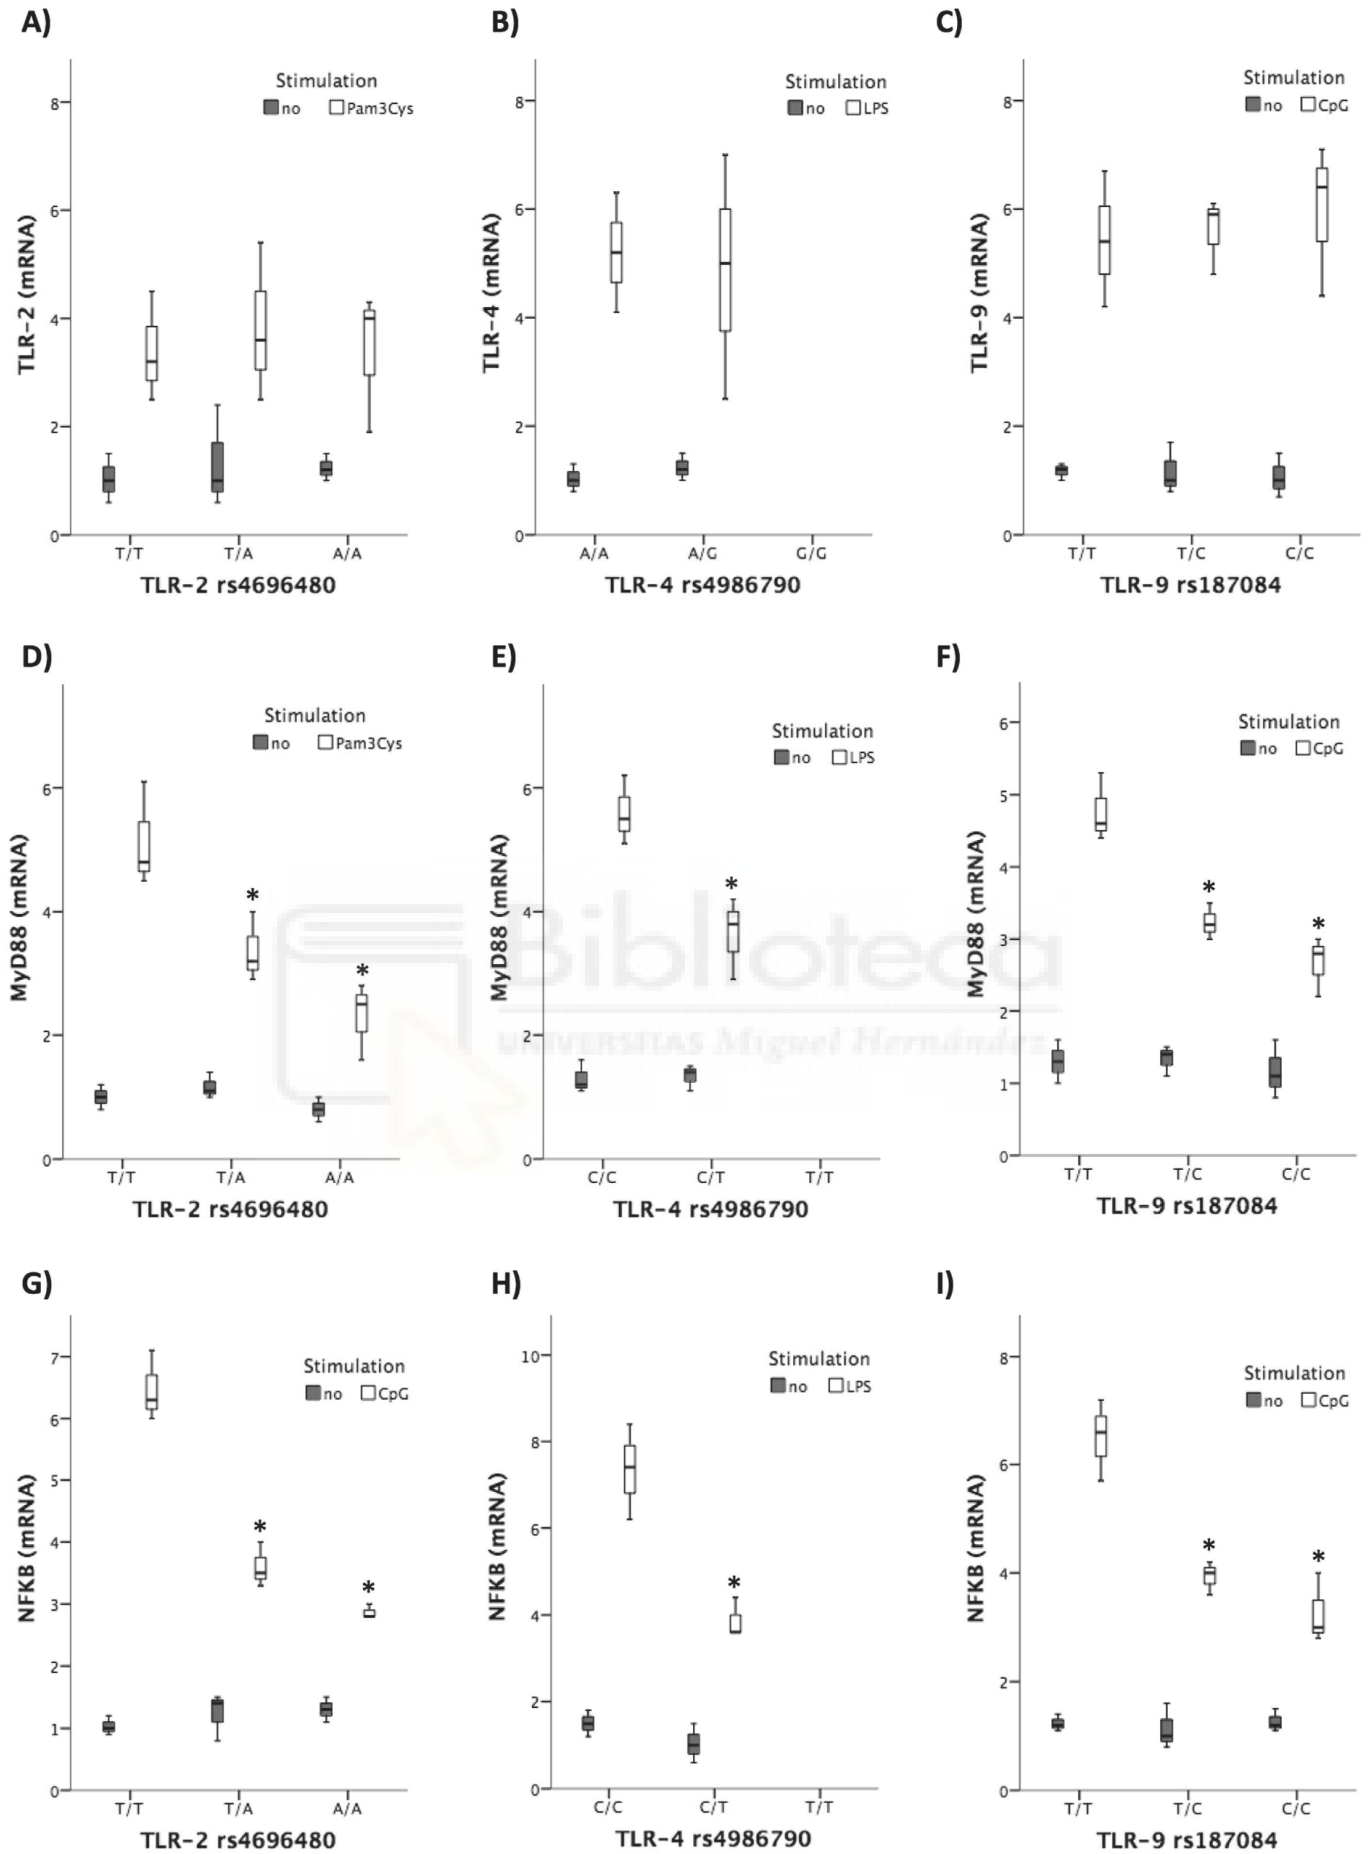 A)
Stimulation
no Pam3Cys
TLR-2 (mRNA)
8
6
4
2
0
T/T T/A A/A
TLR-2 rs4696480
B)
Stimulation
no LPS
TLR-4 (mRNA)
8
6
4
2
0
A/A A/G G/G
TLR-4 rs4986790
C)
Stimulation
no CpG
TLR-9 (mRNA)
8
6
4
2
0
T/T T/C C/C
TLR-9 rs187084
D)
Stimulation
no Pam3Cys
MyD88 (mRNA)
6
4
2
0
*
*
T/T T/A A/A
TLR-2 rs4696480
E)
Stimulation
no LPS
MyD88 (mRNA)
6
4
2
0
*
C/C C/T T/T
TLR-4 rs4986790
F)
Stimulation
no CpG
MyD88 (mRNA)
6
5
4
3
2
1
0
*
*
T/T T/C C/C
TLR-9 rs187084
Biblioteca
UNIVERSITAS Miguel Hernández
G)
Stimulation
no CpG
NFKB (mRNA)
7
6
5
4
3
2
1
0
*
*
T/T T/A A/A
TLR-2 rs4696480
H)
Stimulation
no LPS
NFKB (mRNA)
10
8
6
4
2
0
*
C/C C/T T/T
TLR-4 rs4986790
I)
Stimulation
no CpG
NFKB (mRNA)
8
6
4
2
0
*
*
T/T T/C C/C
TLR-9 rs187084